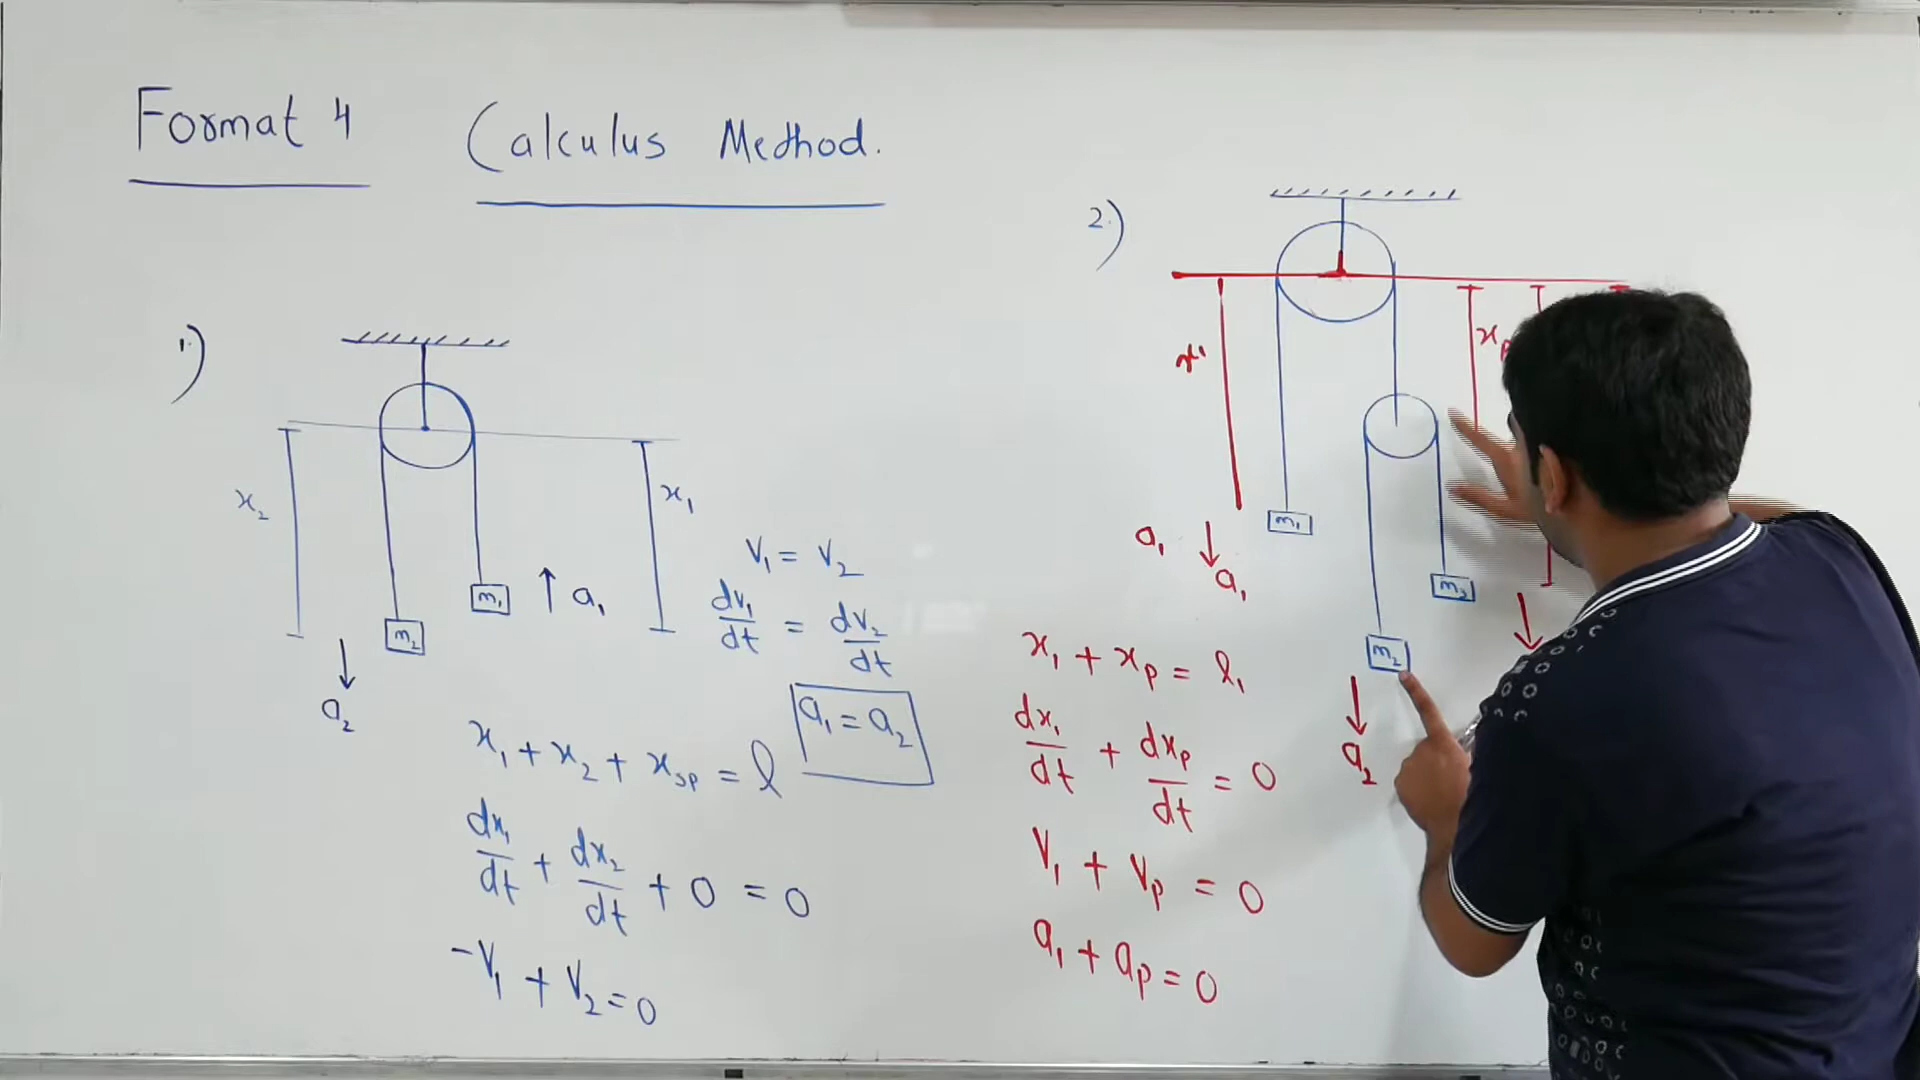 Format 4 Calculus Method.
1.)
x₂
x₁
m₁
m₂
a₁
a₂
V₁ = V₂
dv₁/dt = dv₂/dt
a₁ = a₂
x₁ + x₂ + xsp = l
dx₁/dt + dx₂/dt + 0 = 0
-V₁ + V₂ = 0
2.)
x₁
xp
m₁
a₁
a₁
m₂
a₂
x₁ + xp = l₁
dx₁/dt + dxp/dt = 0
V₁ + Vp = 0
a₁ + ap = 0